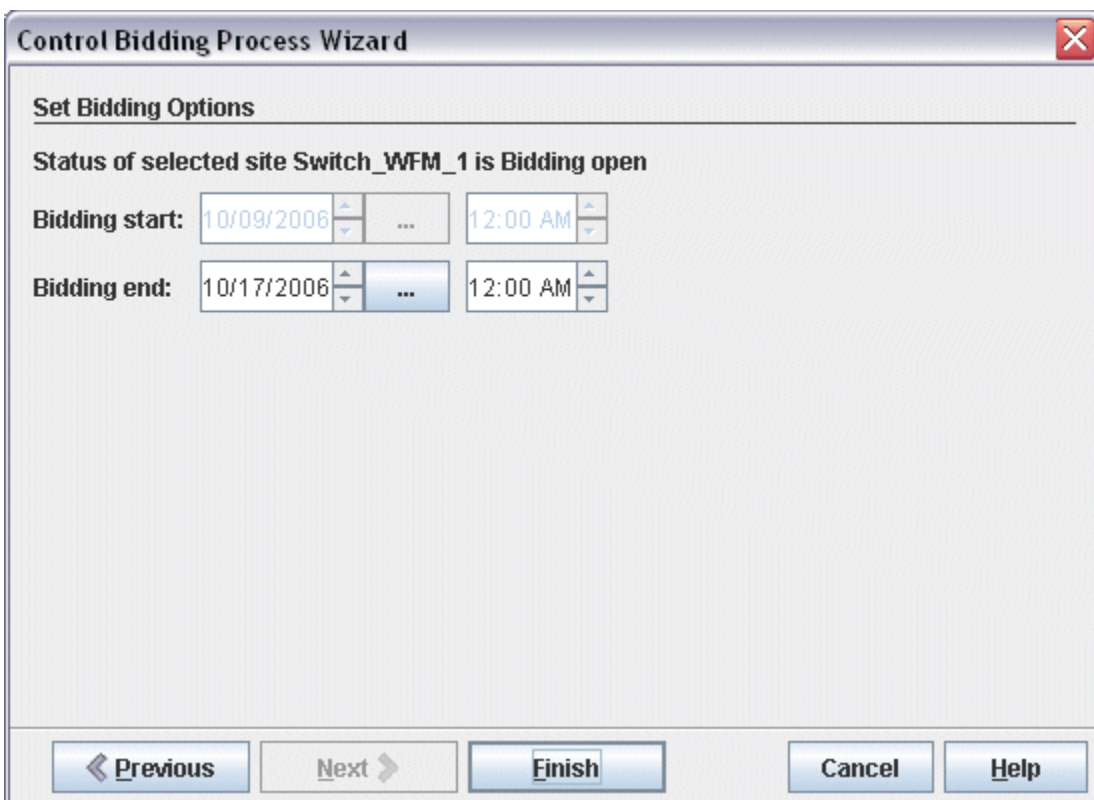 Control Bidding Process Wizard
Set Bidding Options
Status of selected site Switch_WFM_1 is Bidding open
Bidding start: 10/09/2006 ... 12:00 AM
Bidding end: 10/17/2006 ... 12:00 AM
Previous Next Finish Cancel Help